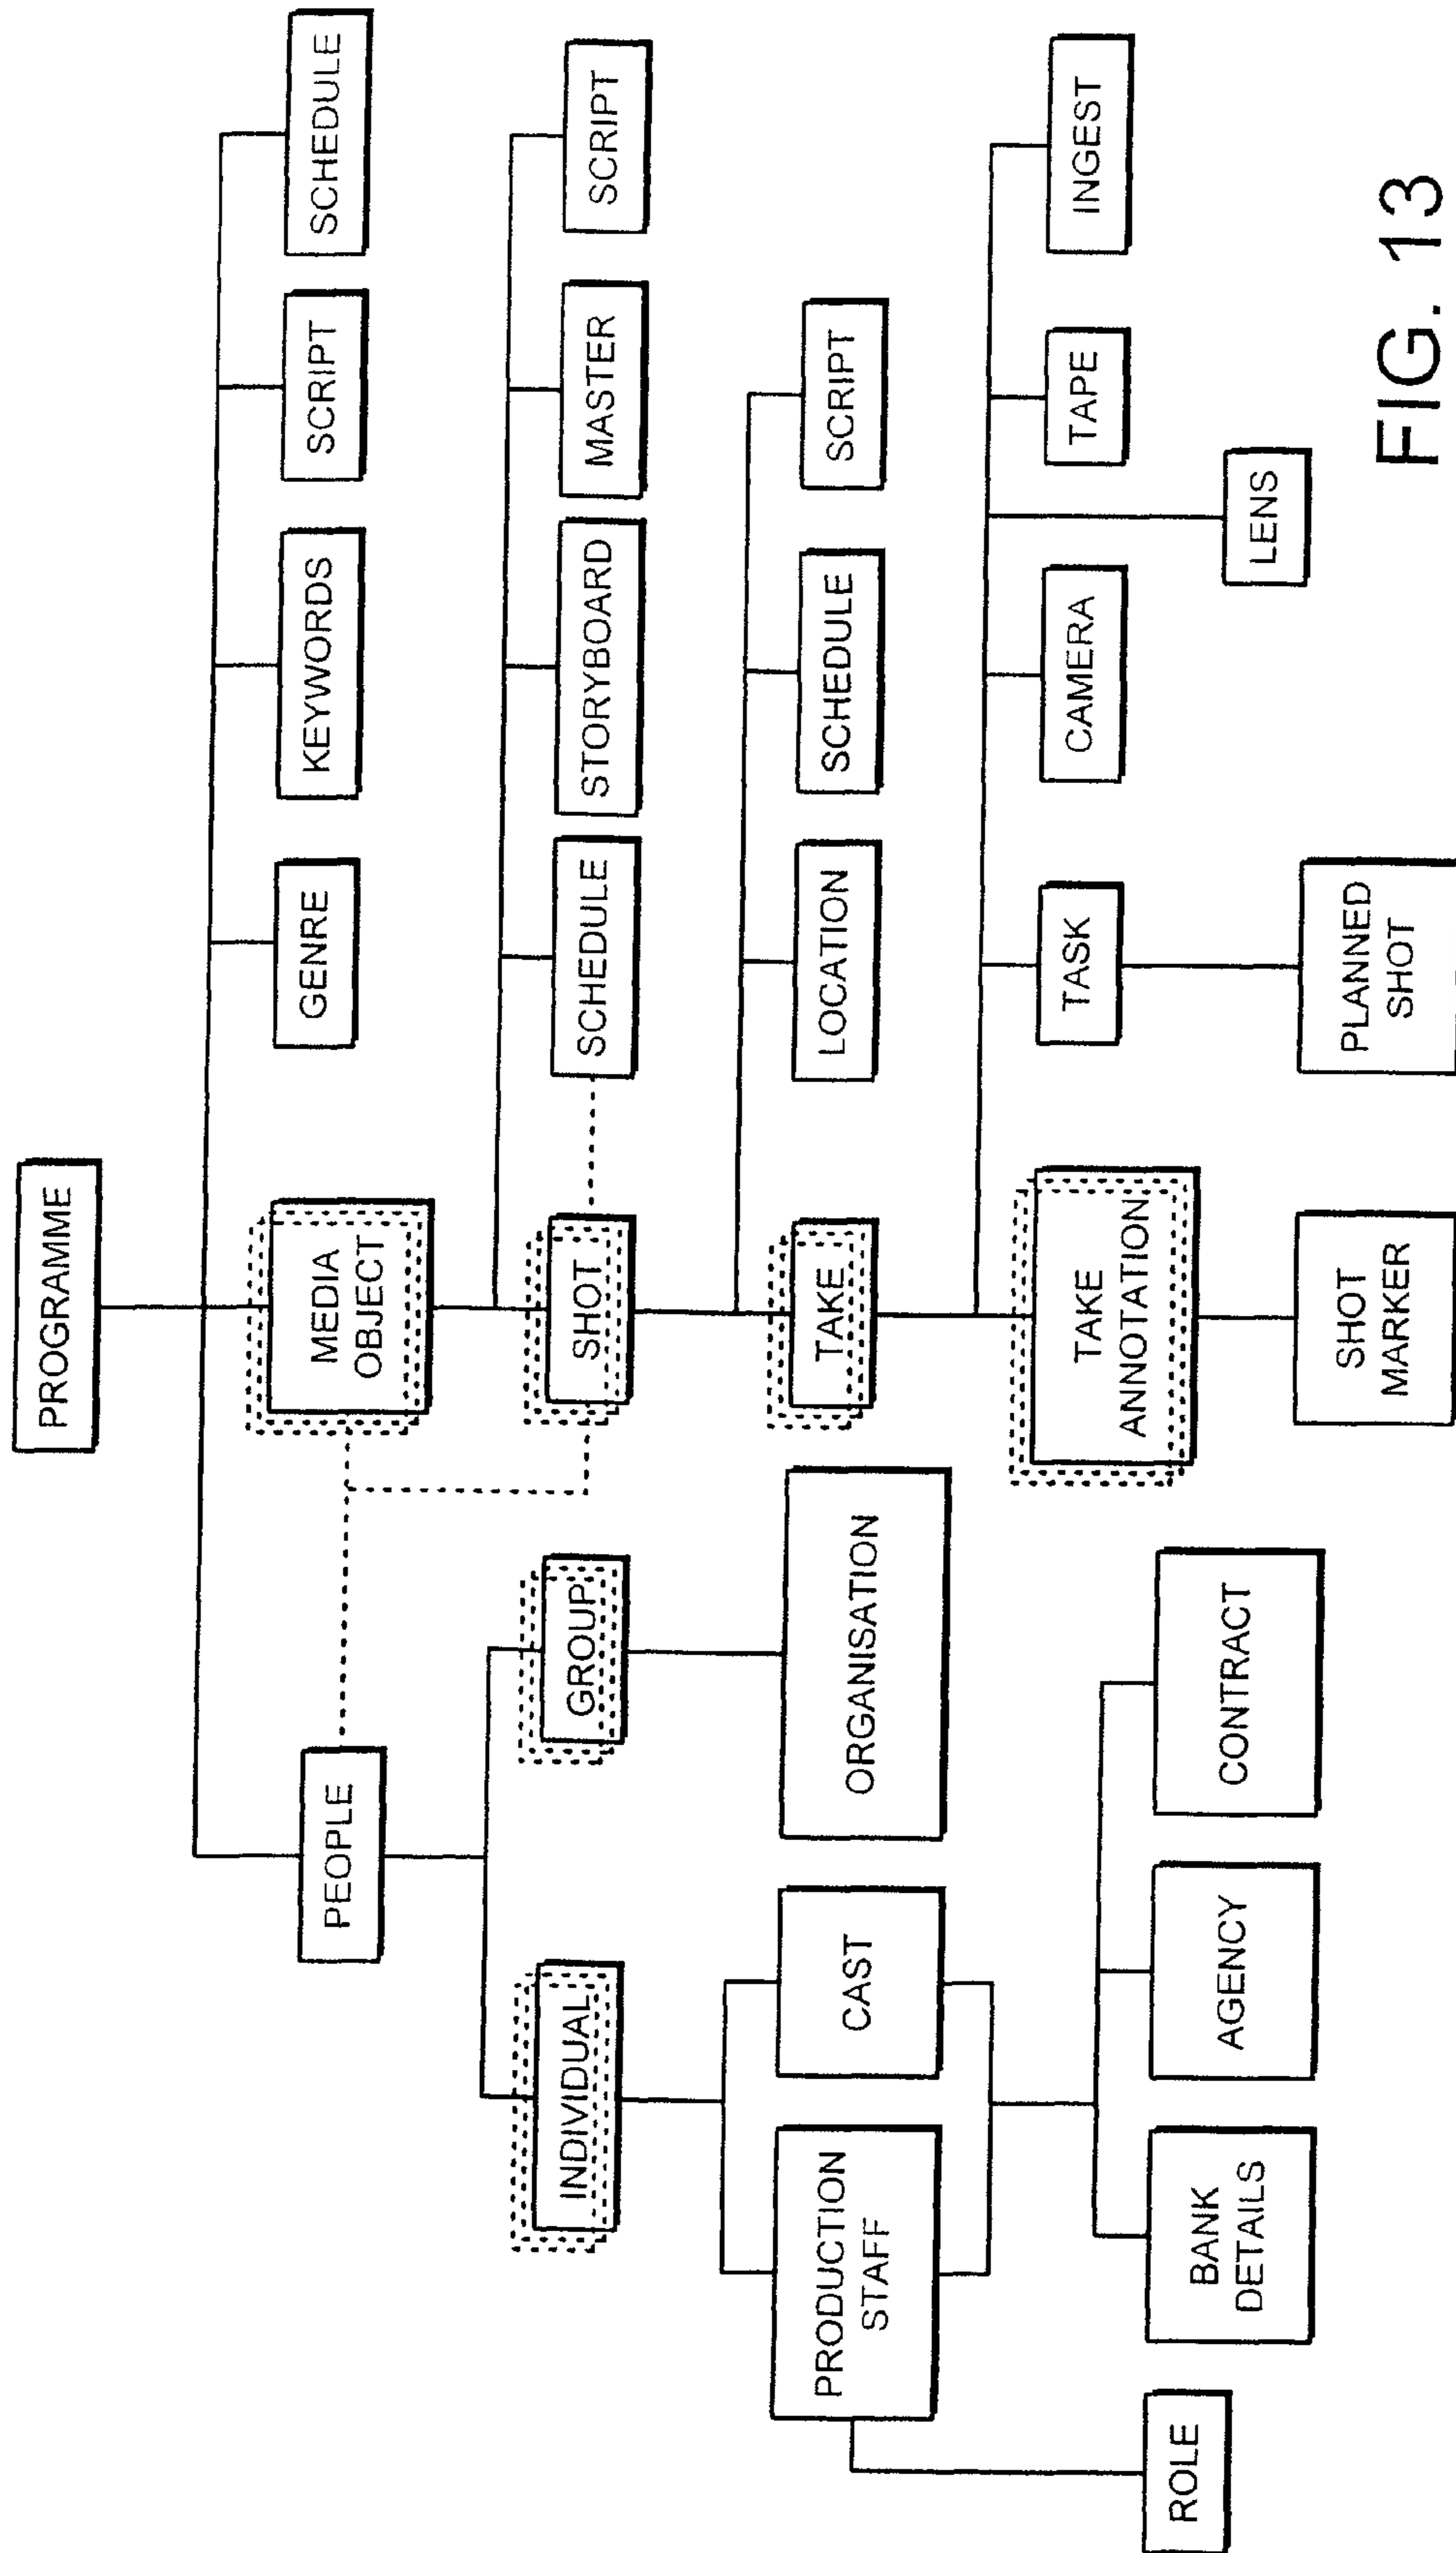 PROGRAMME
PEOPLE
MEDIA
OBJECT
GENRE
KEYWORDS
SCRIPT
SCHEDULE
INDIVIDUAL
GROUP
SHOT
SCHEDULE
STORYBOARD
MASTER
SCRIPT
PRODUCTION
STAFF
CAST
ORGANISATION
TAKE
LOCATION
SCHEDULE
SCRIPT
ROLE
BANK
DETAILS
AGENCY
CONTRACT
TAKE
ANNOTATION
TASK
CAMERA
LENS
TAPE
INGEST
SHOT
MARKER
PLANNED
SHOT
FIG. 13